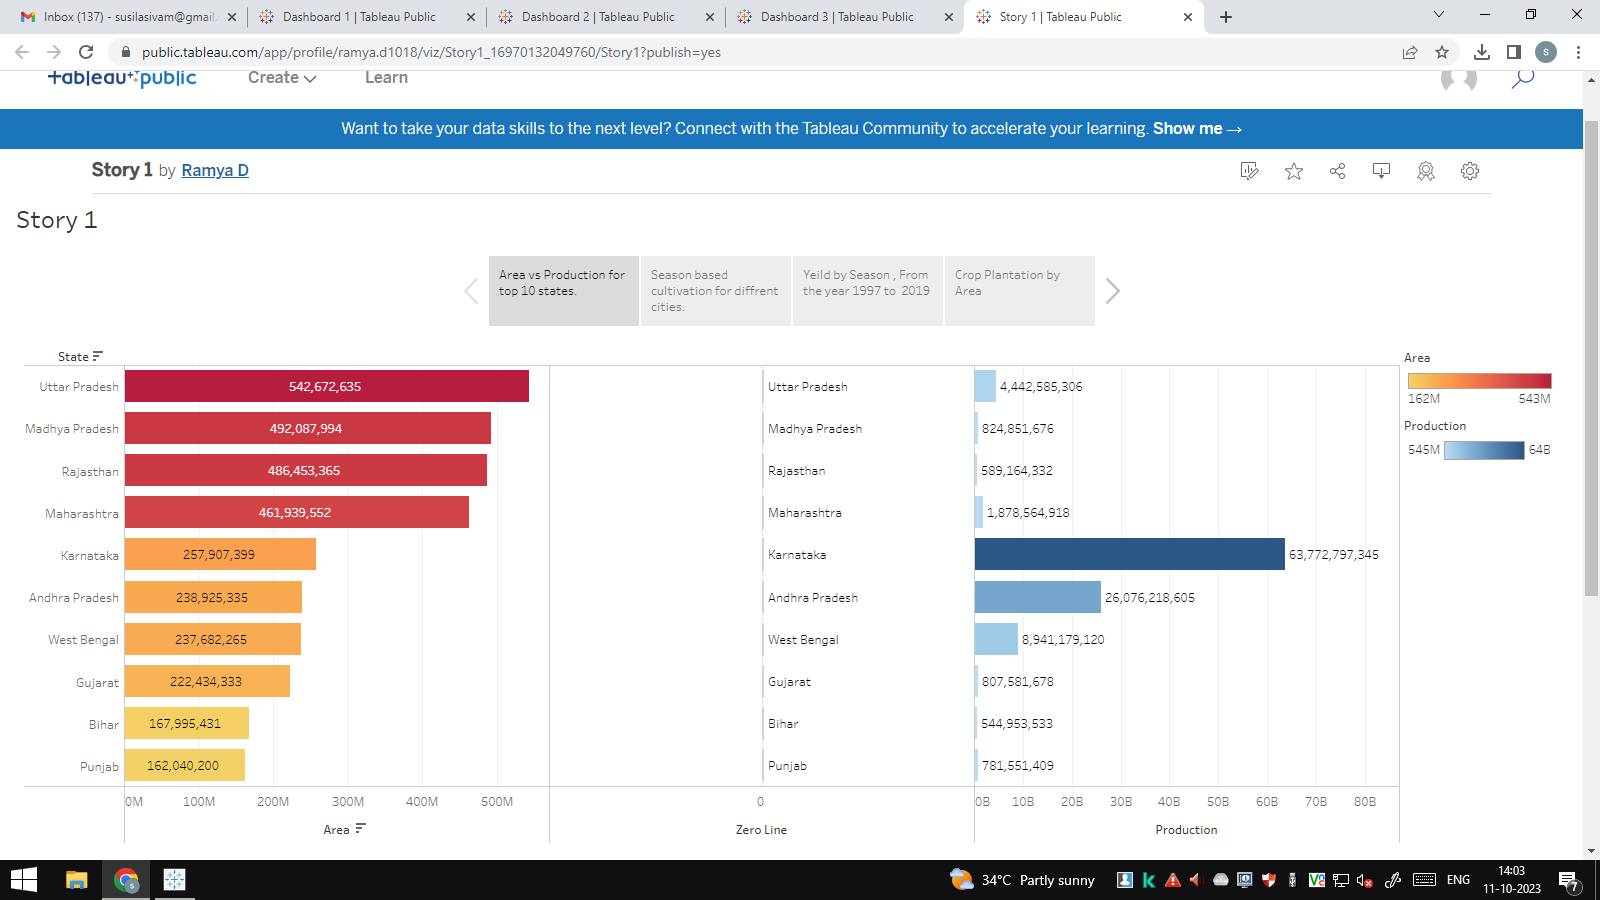 Inbox (137) - susilasivam@gmail.
Dashboard 1 | Tableau Public
Dashboard 2 | Tableau Public
Dashboard 3 | Tableau Public
Story 1 | Tableau Public
public.tableau.com/app/profile/ramya.d1018/viz/Story1_16970132049760/Story1?publish=yes
S
tableau public
Create
Learn
Want to take your data skills to the next level? Connect with the Tableau Community to accelerate your learning. Show me →
Story 1 by Ramya D
Story 1
Area vs Production for
top 10 states.
Season based
cultivation for diffrent
cities.
Yeild by Season , From
the year 1997 to 2019
Crop Plantation by
Area
State
Uttar Pradesh 542,672,635 Uttar Pradesh 4,442,585,306
Madhya Pradesh 492,087,994 Madhya Pradesh 824,851,676
Rajasthan 486,453,365 Rajasthan 589,164,332
Maharashtra 461,939,552 Maharashtra 1,878,564,918
Karnataka 257,907,399 Karnataka 63,772,797,345
Andhra Pradesh 238,925,335 Andhra Pradesh 26,076,218,605
West Bengal 237,682,265 West Bengal 8,941,179,120
Gujarat 222,434,333 Gujarat 807,581,678
Bihar 167,995,431 Bihar 544,953,533
Punjab 162,040,200 Punjab 781,551,409
0M 100M 200M 300M 400M 500M 0 0B 10B 20B 30B 40B 50B 60B 70B 80B
Area Zero Line Production
Area
162M 543M
Production
545M 64B
34°C Partly sunny
ENG
14:03
11-10-2023
7